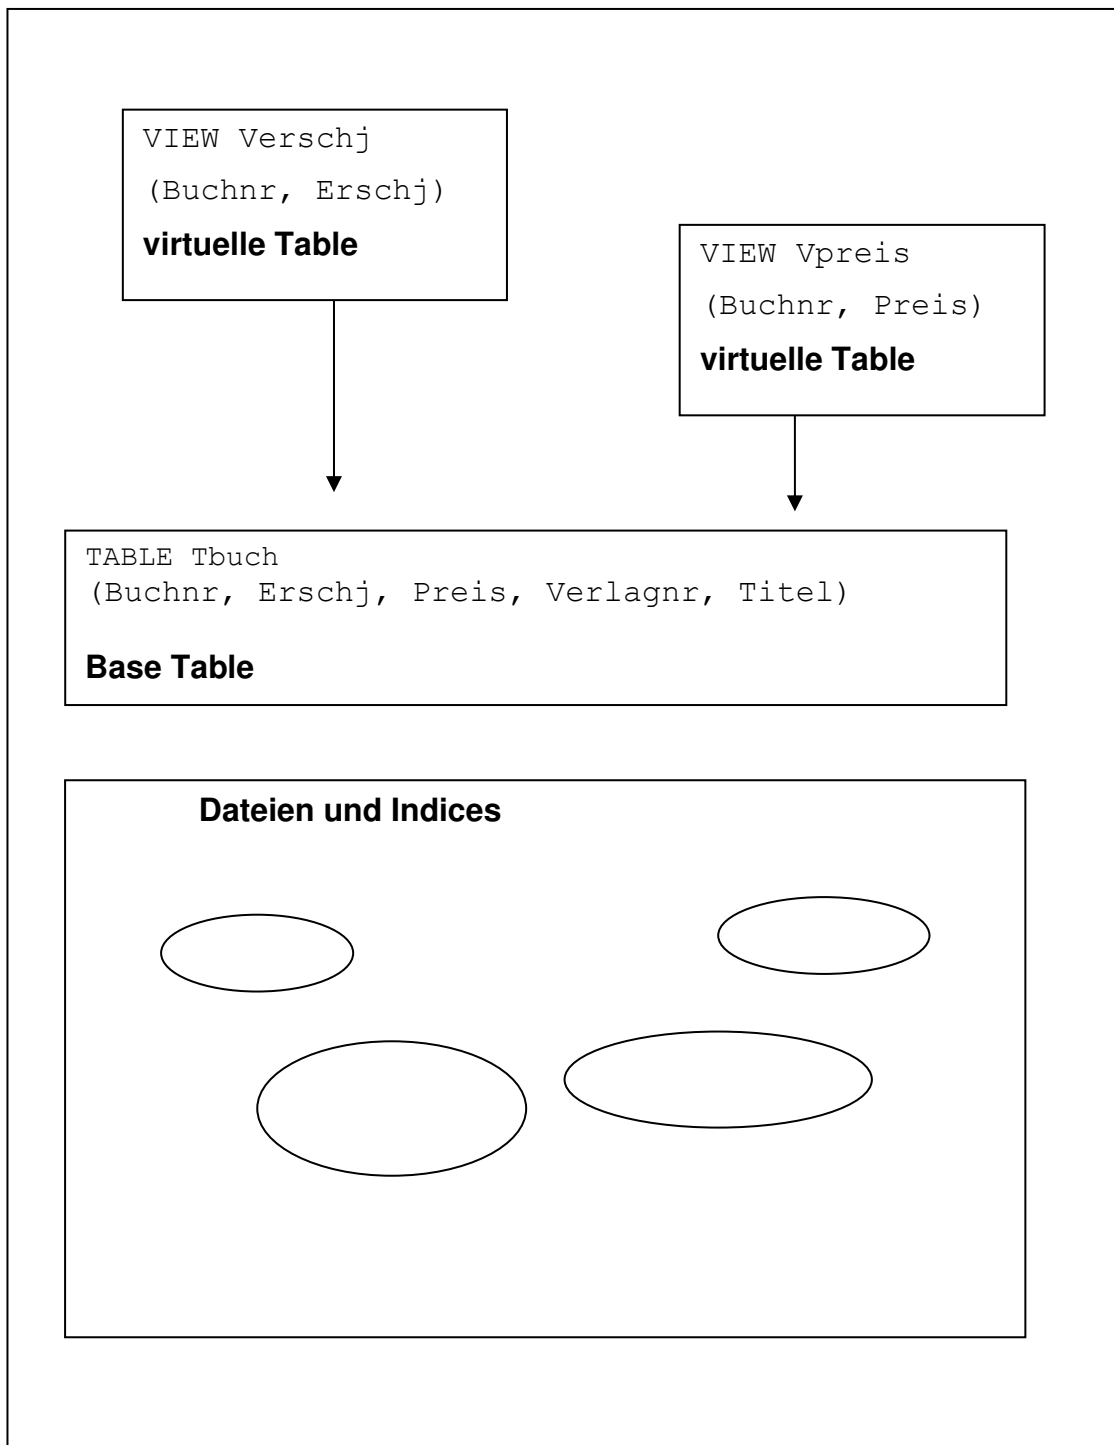 VIEW Verschj
(Buchnr, Erschj)
virtuelle Table
VIEW Vpreis
(Buchnr, Preis)
virtuelle Table
TABLE Tbuch
(Buchnr, Erschj, Preis, Verlagnr, Titel)
Base Table
Dateien und Indices